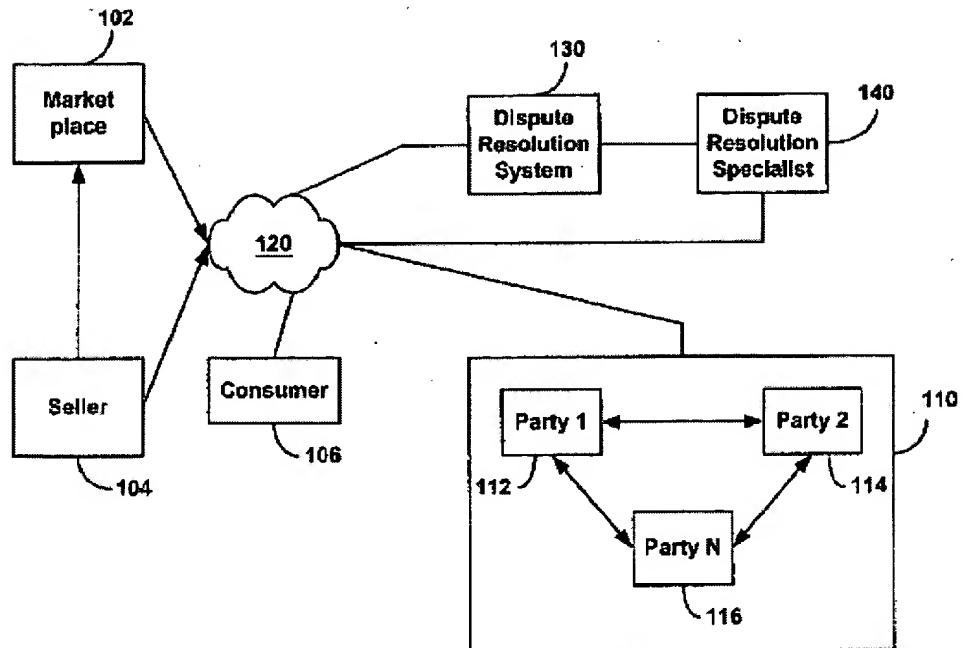 102
Market
place
130
Dispute
Resolution
System
140
Dispute
Resolution
Specialist
120
Seller
104
Consumer
106
110
Party 1
112
Party 2
114
Party N
116